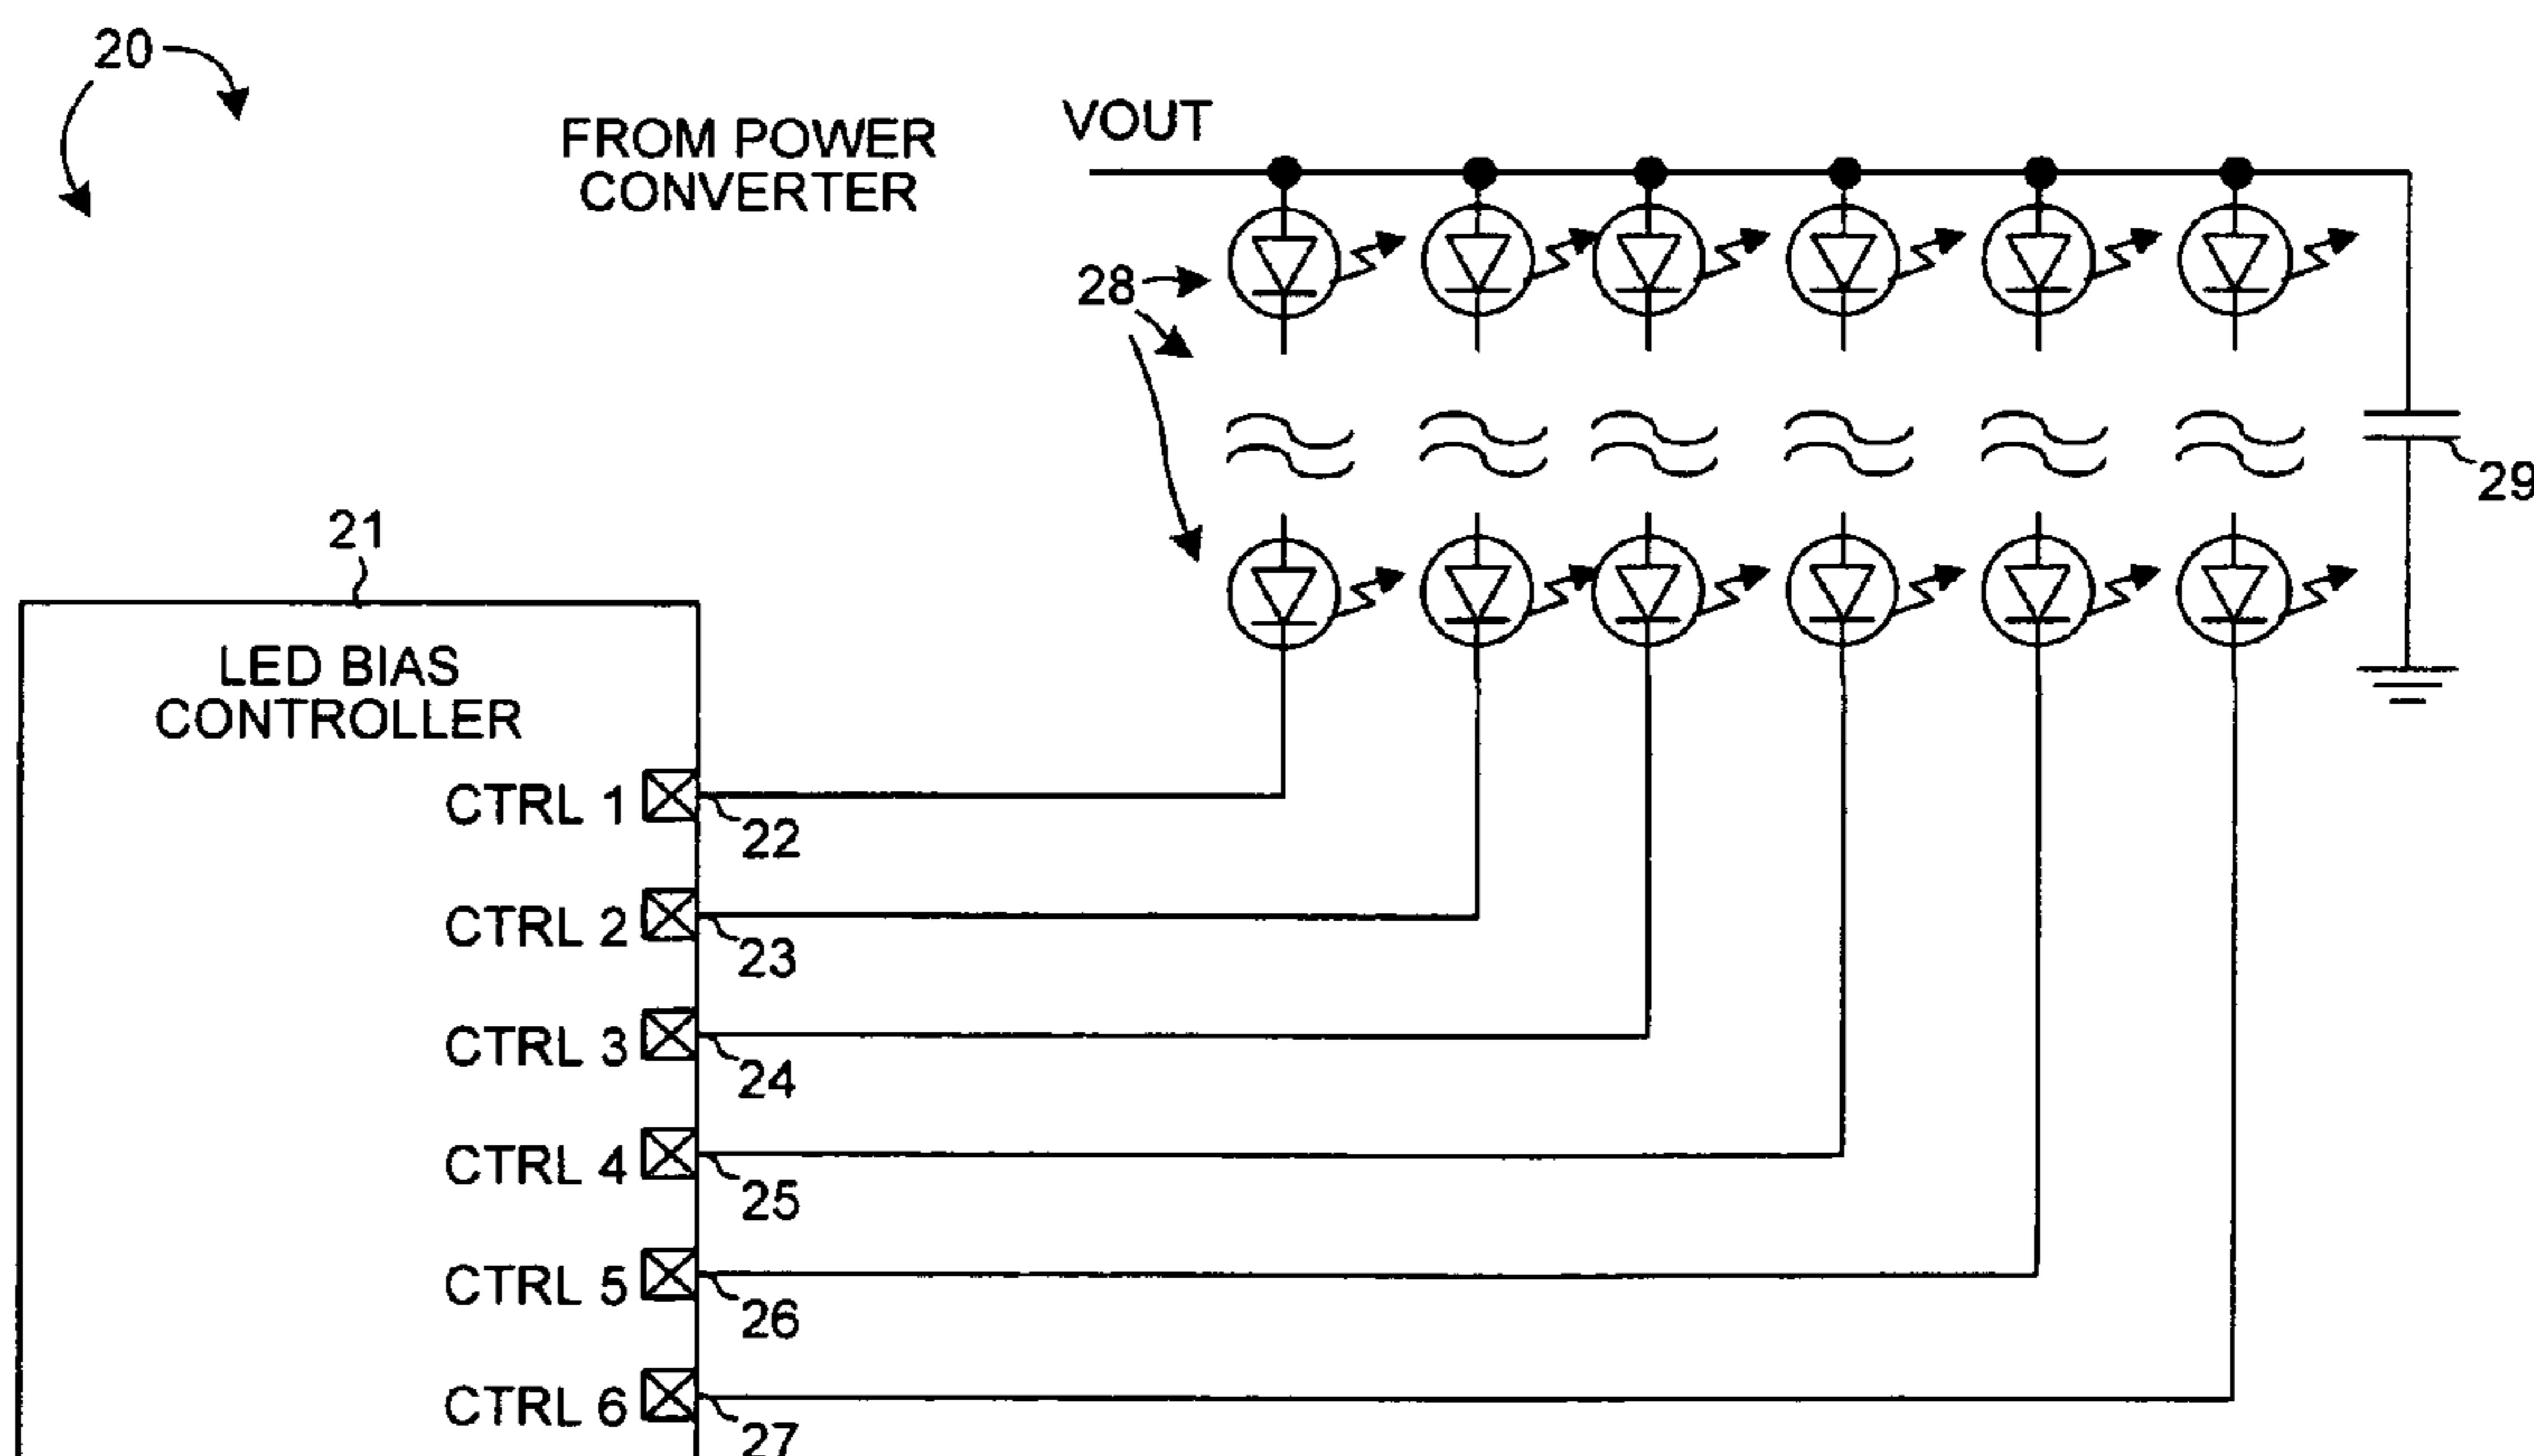 20
FROM POWER
CONVERTER
VOUT
28
29
21
LED BIAS
CONTROLLER
CTRL 1
22
CTRL 2
23
CTRL 3
24
CTRL 4
25
CTRL 5
26
CTRL 6
27